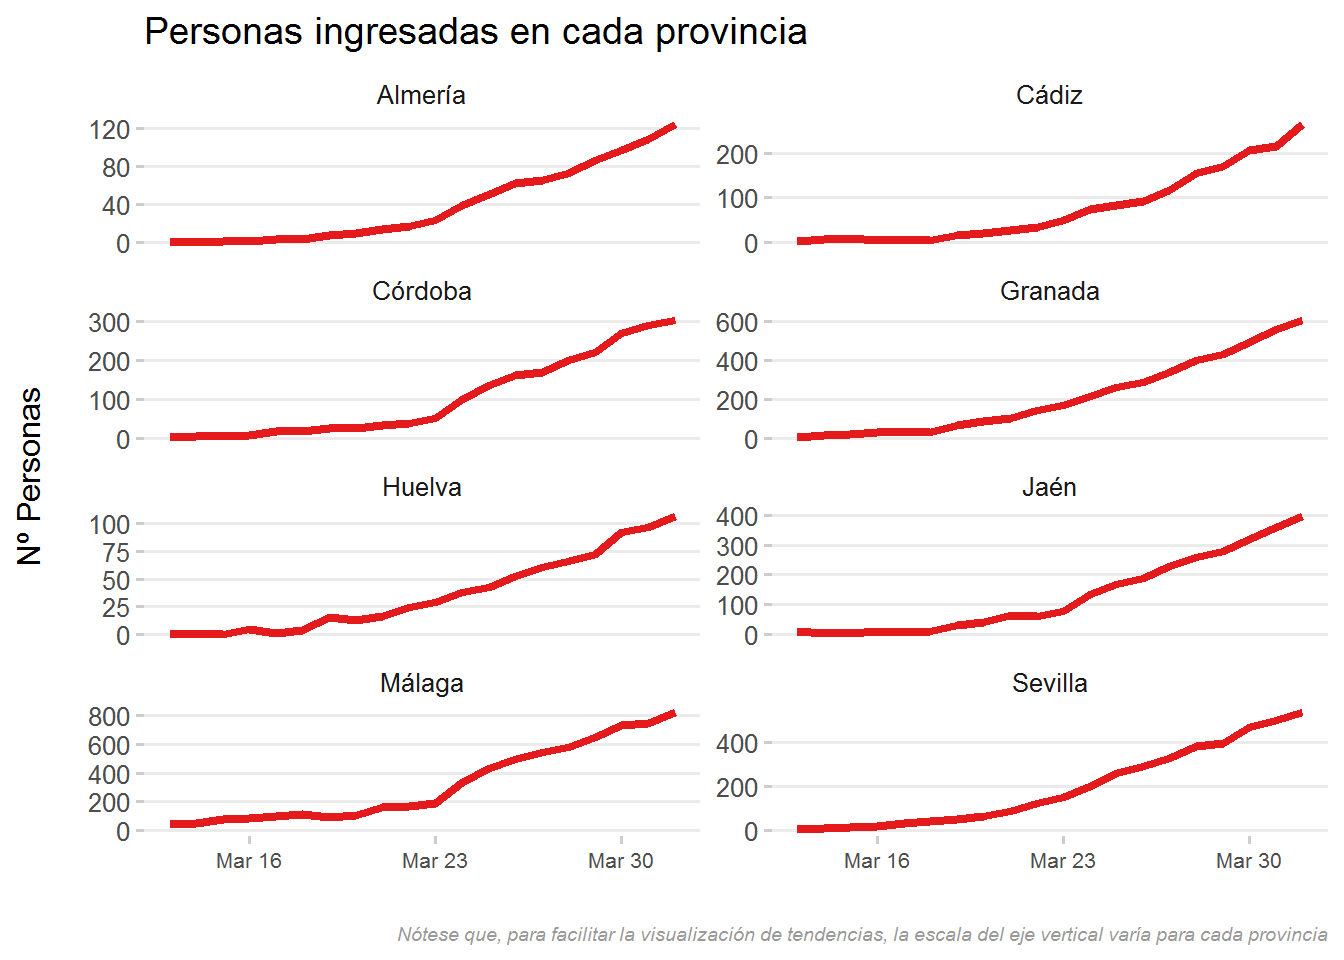 Personas ingresadas en cada provincia
Almería
Cádiz
120
80
40
0
200
100
0
Córdoba
Granada
300
200
100
0
600
400
200
0
Nº Personas
Huelva
Jaén
100
75
50
25
0
400
300
200
100
0
Málaga
Sevilla
800
600
400
200
0
400
200
0
Mar 16
Mar 23
Mar 30
Mar 16
Mar 23
Mar 30
Nótese que, para facilitar la visualización de tendencias, la escala del eje vertical varía para cada provincia